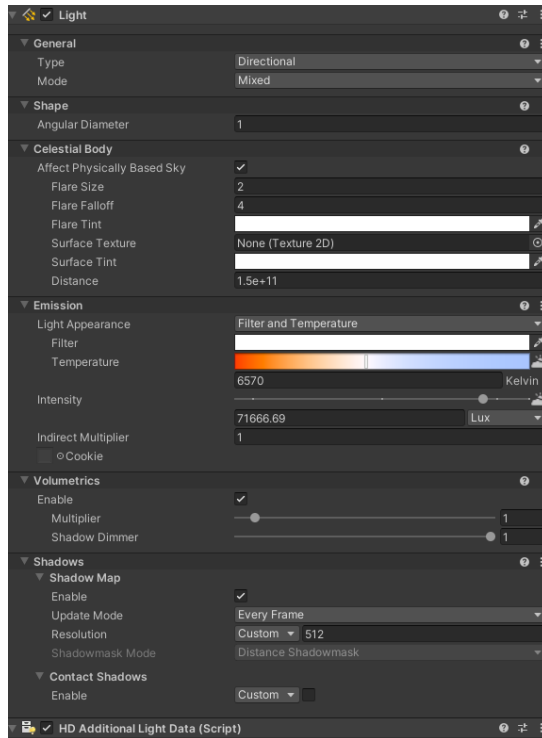 Light
General
Type Directional
Mode Mixed
Shape
Angular Diameter 1
Celestial Body
Affect Physically Based Sky
Flare Size 2
Flare Falloff 4
Flare Tint
Surface Texture None (Texture 2D)
Surface Tint
Distance 1.5e+11
Emission
Light Appearance Filter and Temperature
Filter
Temperature
6570 Kelvin
Intensity
71666.69 Lux
Indirect Multiplier 1
Cookie
Volumetrics
Enable
Multiplier 1
Shadow Dimmer 1
Shadows
Shadow Map
Enable
Update Mode Every Frame
Resolution Custom 512
Shadowmask Mode Distance Shadowmask
Contact Shadows
Enable Custom
HD Additional Light Data (Script)